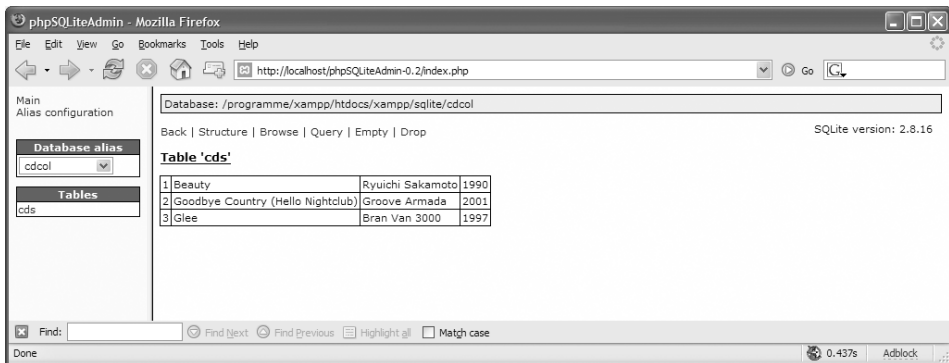 phpSQLiteAdmin - Mozilla Firefox
File Edit View Go Bookmarks Tools Help
http://localhost/phpSQLiteAdmin-0.2/index.php Go G
Main
Alias configuration
Database alias
cdcol
Tables
cds
Database: /programme/xampp/htdocs/xampp/sqlite/cdcol
Back | Structure | Browse | Query | Empty | Drop
SQLite version: 2.8.16
Table 'cds'
1 Beauty Ryuichi Sakamoto 1990
2 Goodbye Country (Hello Nightclub) Groove Armada 2001
3 Glee Bran Van 3000 1997
Find: Find Next Find Previous Highlight all Match case
Done 0.437s Adblock